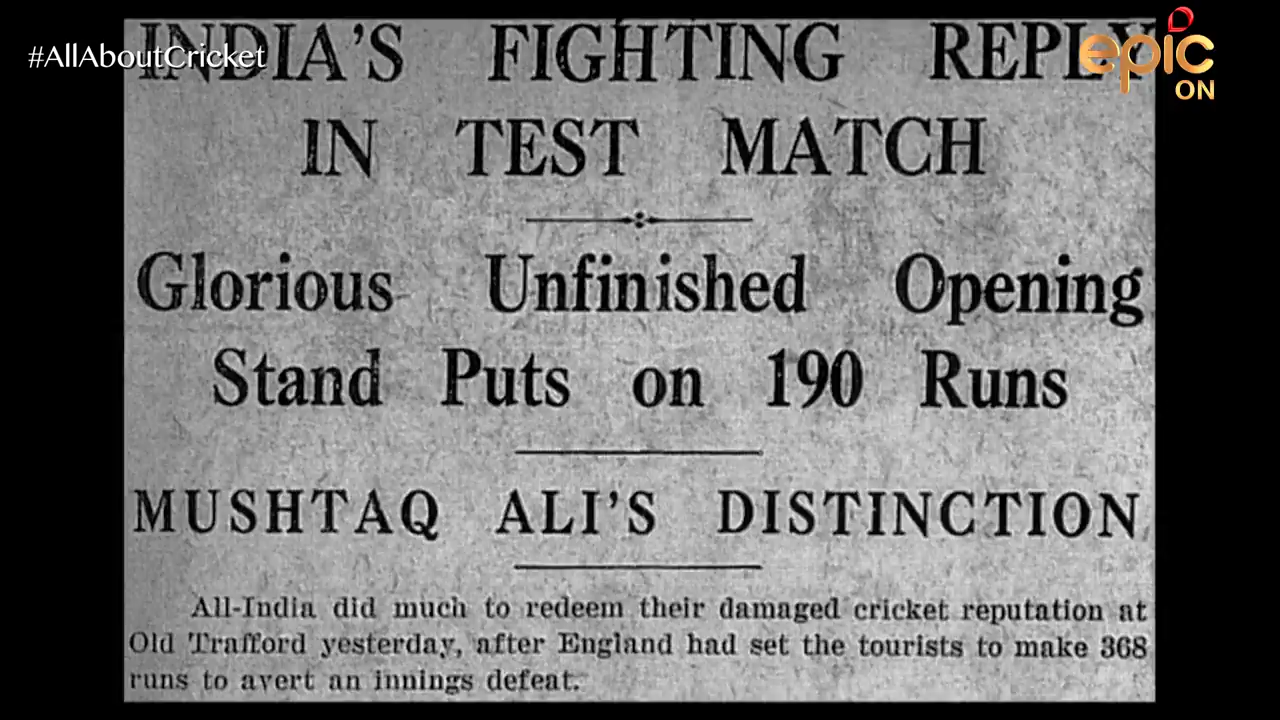 #AllAboutCricket
epic
ON
INDIA'S FIGHTING REPLY
IN TEST MATCH
Glorious Unfinished Opening
Stand Puts on 190 Runs
MUSHTAQ ALI'S DISTINCTION
All-India did much to redeem their damaged cricket reputation at
Old Trafford yesterday, after England had set the tourists to make 368
runs to avert an innings defeat.